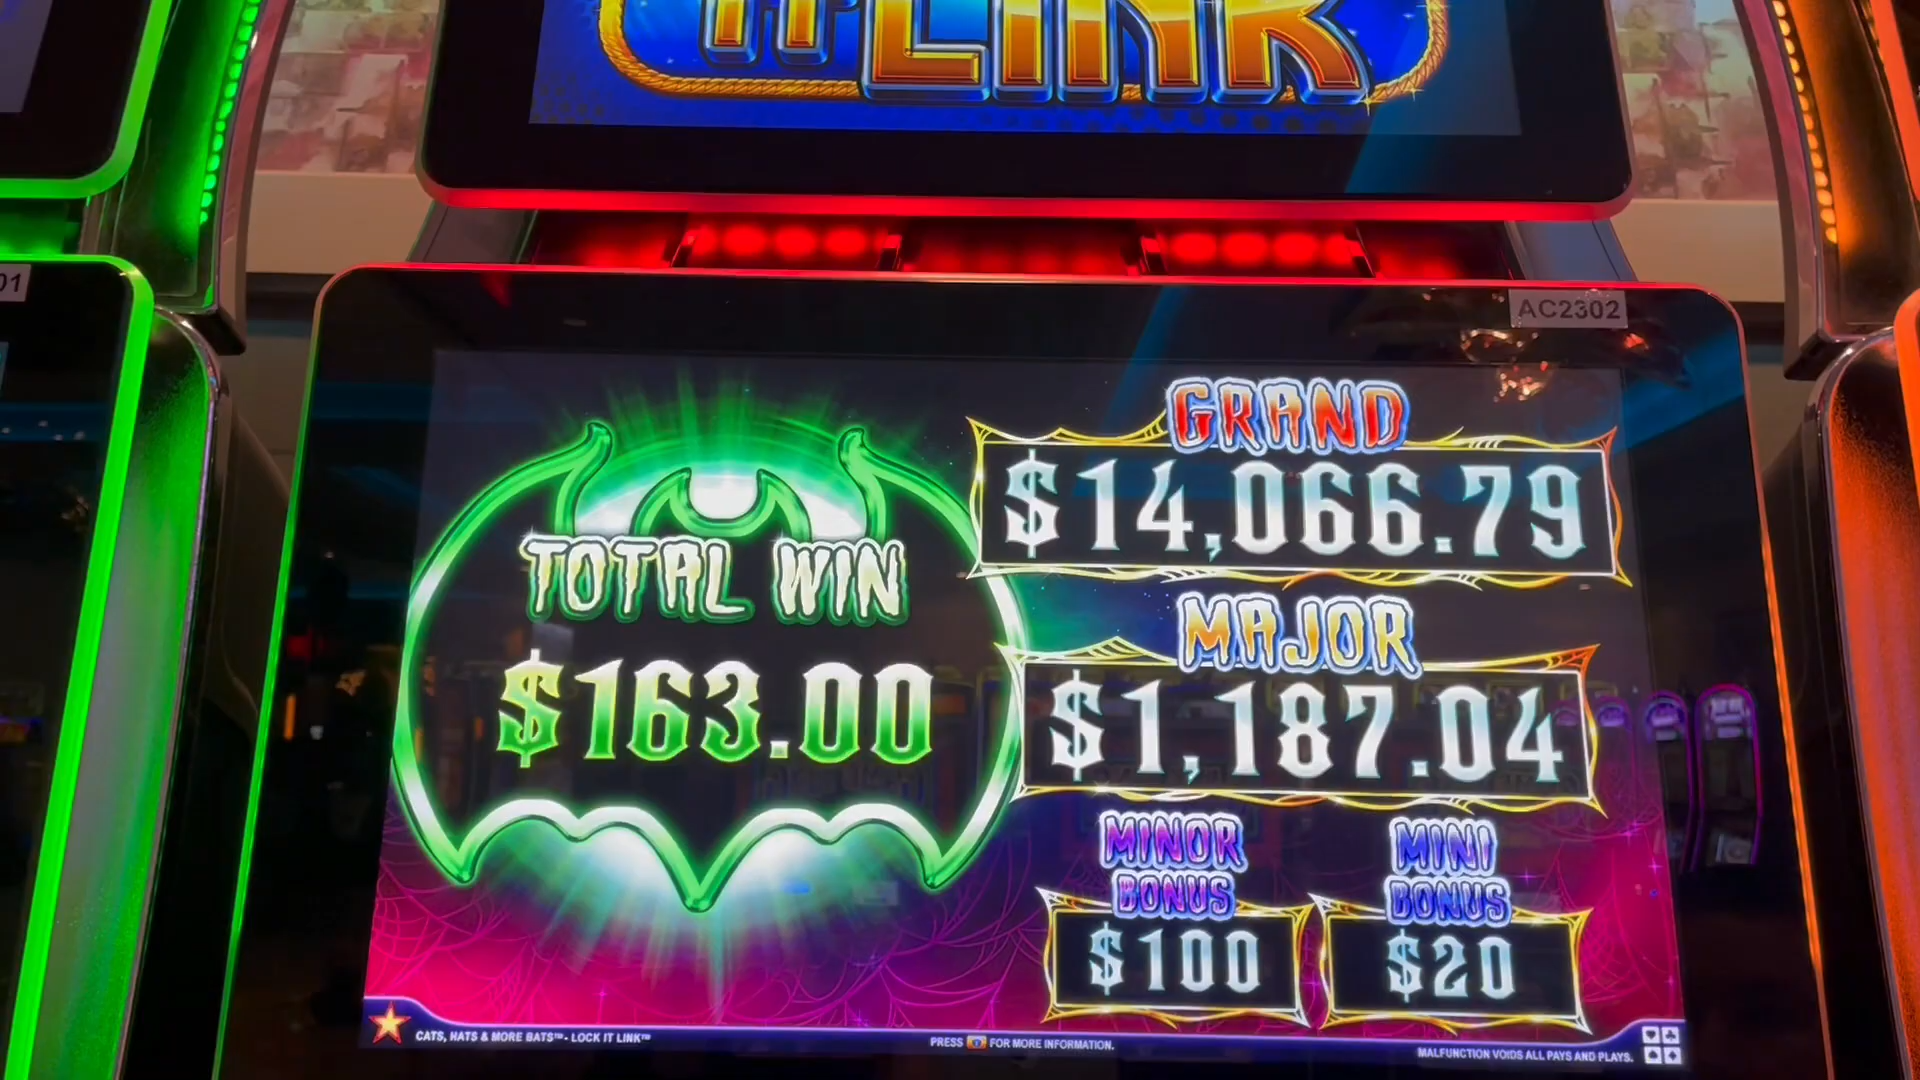 LINK
01
AC2302
GRAND
$14,066.79
TOTAL WIN
$163.00
MAJOR
$1,187.04
MINOR
BONUS
$100
MINI
BONUS
$20
CATS, HATS & MORE BATS™ - LOCK IT LINK™
PRESS FOR MORE INFORMATION.
MALFUNCTION VOIDS ALL PAYS AND PLAYS.